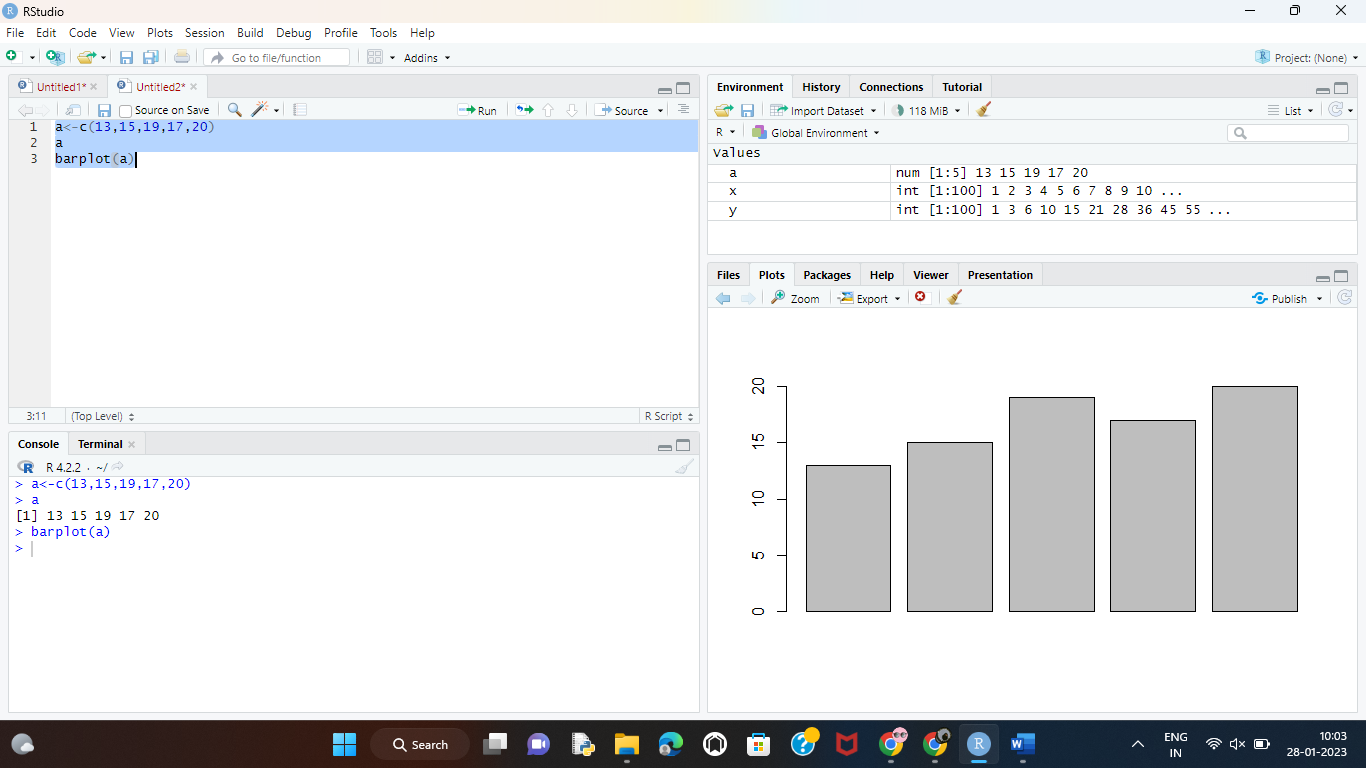 RStudio
File Edit Code View Plots Session Build Debug Profile Tools Help
Go to file/function Addins Project: (None)
Untitled1* Untitled2*
Source on Save Run Source
1 a<-c(13,15,19,17,20)
2 a
3 barplot(a)
3:11 (Top Level) R Script
Console Terminal
R 4.2.2 · ~/
> a<-c(13,15,19,17,20)
> a
[1] 13 15 19 17 20
> barplot(a)
>
Environment History Connections Tutorial
Import Dataset 118 MiB List
R Global Environment
Values
a num [1:5] 13 15 19 17 20
x int [1:100] 1 2 3 4 5 6 7 8 9 10 ...
y int [1:100] 1 3 6 10 15 21 28 36 45 55 ...
Files Plots Packages Help Viewer Presentation
Zoom Export Publish
20
15
10
5
0
Search
ENG
IN
10:03
28-01-2023